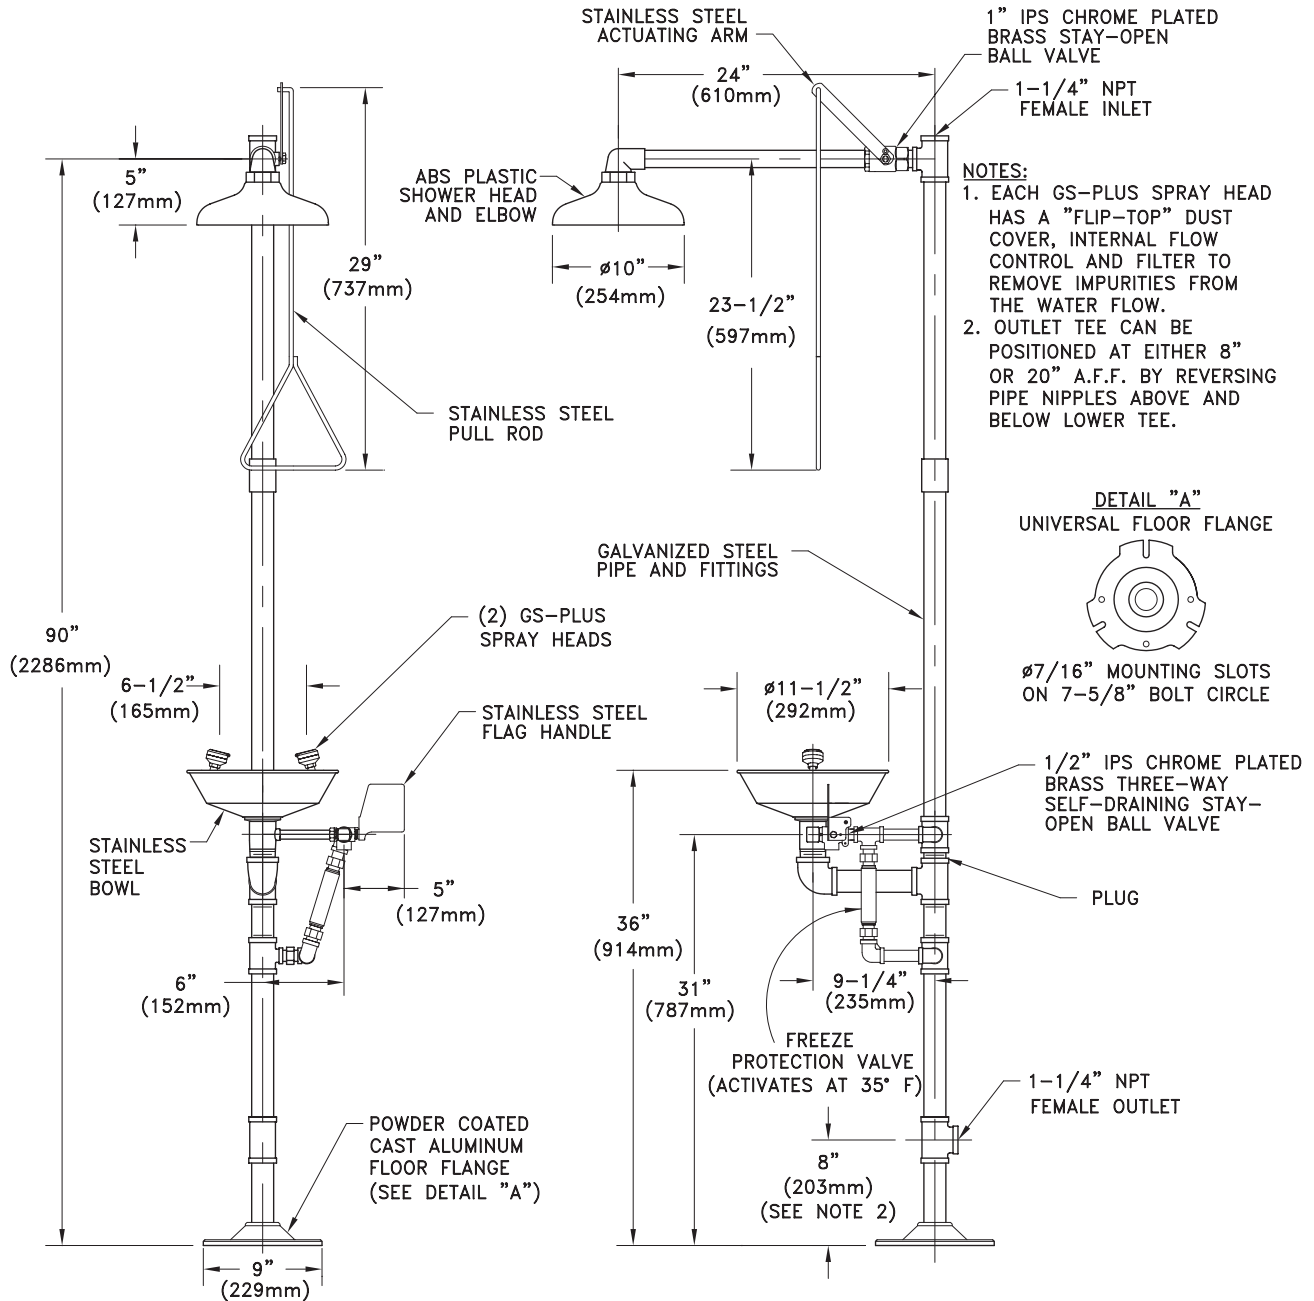 STAINLESS STEEL
ACTUATING ARM
1” IPS CHROME PLATED
BRASS STAY-OPEN
BALL VALVE
24”
(610mm)
1-1/4” NPT
FEMALE INLET
5”
(127mm)
ABS PLASTIC
SHOWER HEAD
AND ELBOW
29”
(737mm)
ø10”
(254mm)
23-1/2”
(597mm)
NOTES:
1. EACH GS-PLUS SPRAY HEAD
HAS A ”FLIP-TOP” DUST
COVER, INTERNAL FLOW
CONTROL AND FILTER TO
REMOVE IMPURITIES FROM
THE WATER FLOW.
2. OUTLET TEE CAN BE
POSITIONED AT EITHER 8”
OR 20” A.F.F. BY REVERSING
PIPE NIPPLES ABOVE AND
BELOW LOWER TEE.
STAINLESS STEEL
PULL ROD
DETAIL ”A”
UNIVERSAL FLOOR FLANGE
GALVANIZED STEEL
PIPE AND FITTINGS
(2) GS-PLUS
SPRAY HEADS
90”
(2286mm)
6-1/2”
(165mm)
ø7/16” MOUNTING SLOTS
ON 7-5/8” BOLT CIRCLE
ø11-1/2”
(292mm)
STAINLESS STEEL
FLAG HANDLE
1/2” IPS CHROME PLATED
BRASS THREE-WAY
SELF-DRAINING STAY-
OPEN BALL VALVE
STAINLESS
STEEL
BOWL
5”
(127mm)
PLUG
36”
(914mm)
6”
(152mm)
31”
(787mm)
9-1/4”
(235mm)
FREEZE
PROTECTION VALVE
(ACTIVATES AT 35° F)
1-1/4” NPT
FEMALE OUTLET
POWDER COATED
CAST ALUMINUM
FLOOR FLANGE
(SEE DETAIL ”A”)
8”
(203mm)
(SEE NOTE 2)
9”
(229mm)